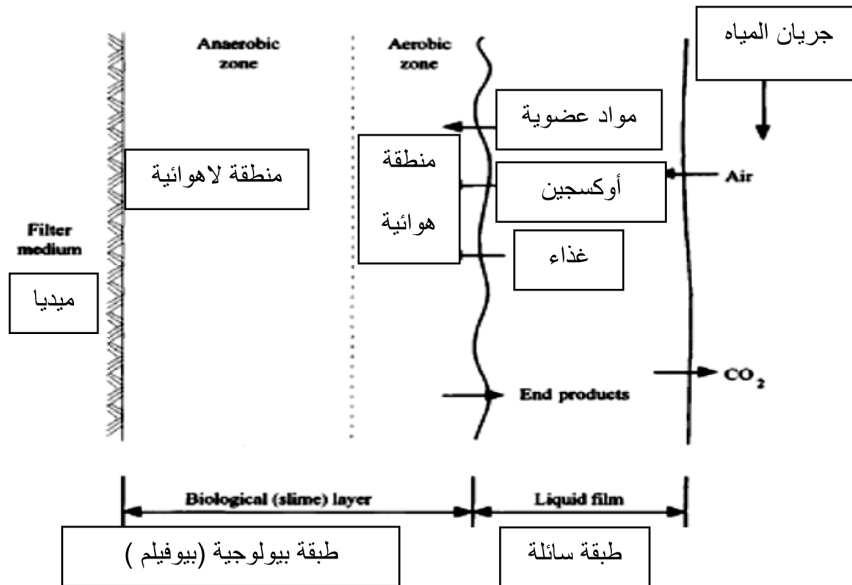 جريان المياه
Anaerobic
zone
Aerobic
zone
مواد عضوية
منطقة
هوائية
منطقة لاهوائية
أوكسجين
Air
غذاء
Filter
medium
ميديا
CO2
End products
Biological (slime) layer
Liquid film
طبقة بيولوجية (بيوفيلم )
طبقة سائلة